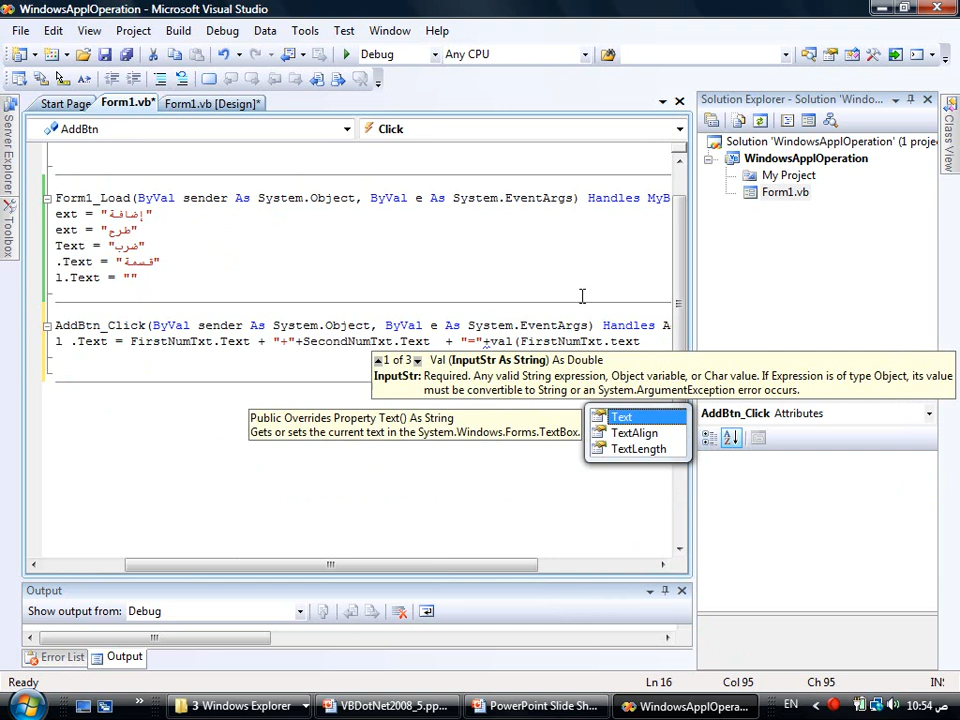 WindowsApplOperation - Microsoft Visual Studio
File Edit View Project Build Debug Data Tools Test Window Help
Debug Any CPU
Start Page Form1.vb* Form1.vb [Design]*
AddBtn Click
Form1_Load(ByVal sender As System.Object, ByVal e As System.EventArgs) Handles MyB
ext = "إضافة"
ext = "طرح"
Text = "ضرب"
.Text = "قسمة"
l.Text = ""
AddBtn_Click(ByVal sender As System.Object, ByVal e As System.EventArgs) Handles A
l .Text = FirstNumTxt.Text + "+"+SecondNumTxt.Text + "="+val(FirstNumTxt.text
1 of 3 Val (InputStr As String) As Double
InputStr: Required. Any valid String expression, Object variable, or Char value. If Expression is of type Object, its value
must be convertible to String or an System.ArgumentException error occurs.
Public Overrides Property Text() As String
Gets or sets the current text in the System.Windows.Forms.TextBox.
Text
TextAlign
TextLength
Server Explorer
Toolbox
Solution Explorer - Solution 'Windo...
Solution 'WindowsApplOperation' (1 projec
WindowsApplOperation
My Project
Form1.vb
Class View
AddBtn_Click Attributes
Output
Show output from: Debug
Error List Output
Ready Ln 16 Col 95 Ch 95 INS
3 Windows Explorer VBDotNet2008_5.pp... PowerPoint Slide Sh... WindowsApplOpera... EN 10:54 ص